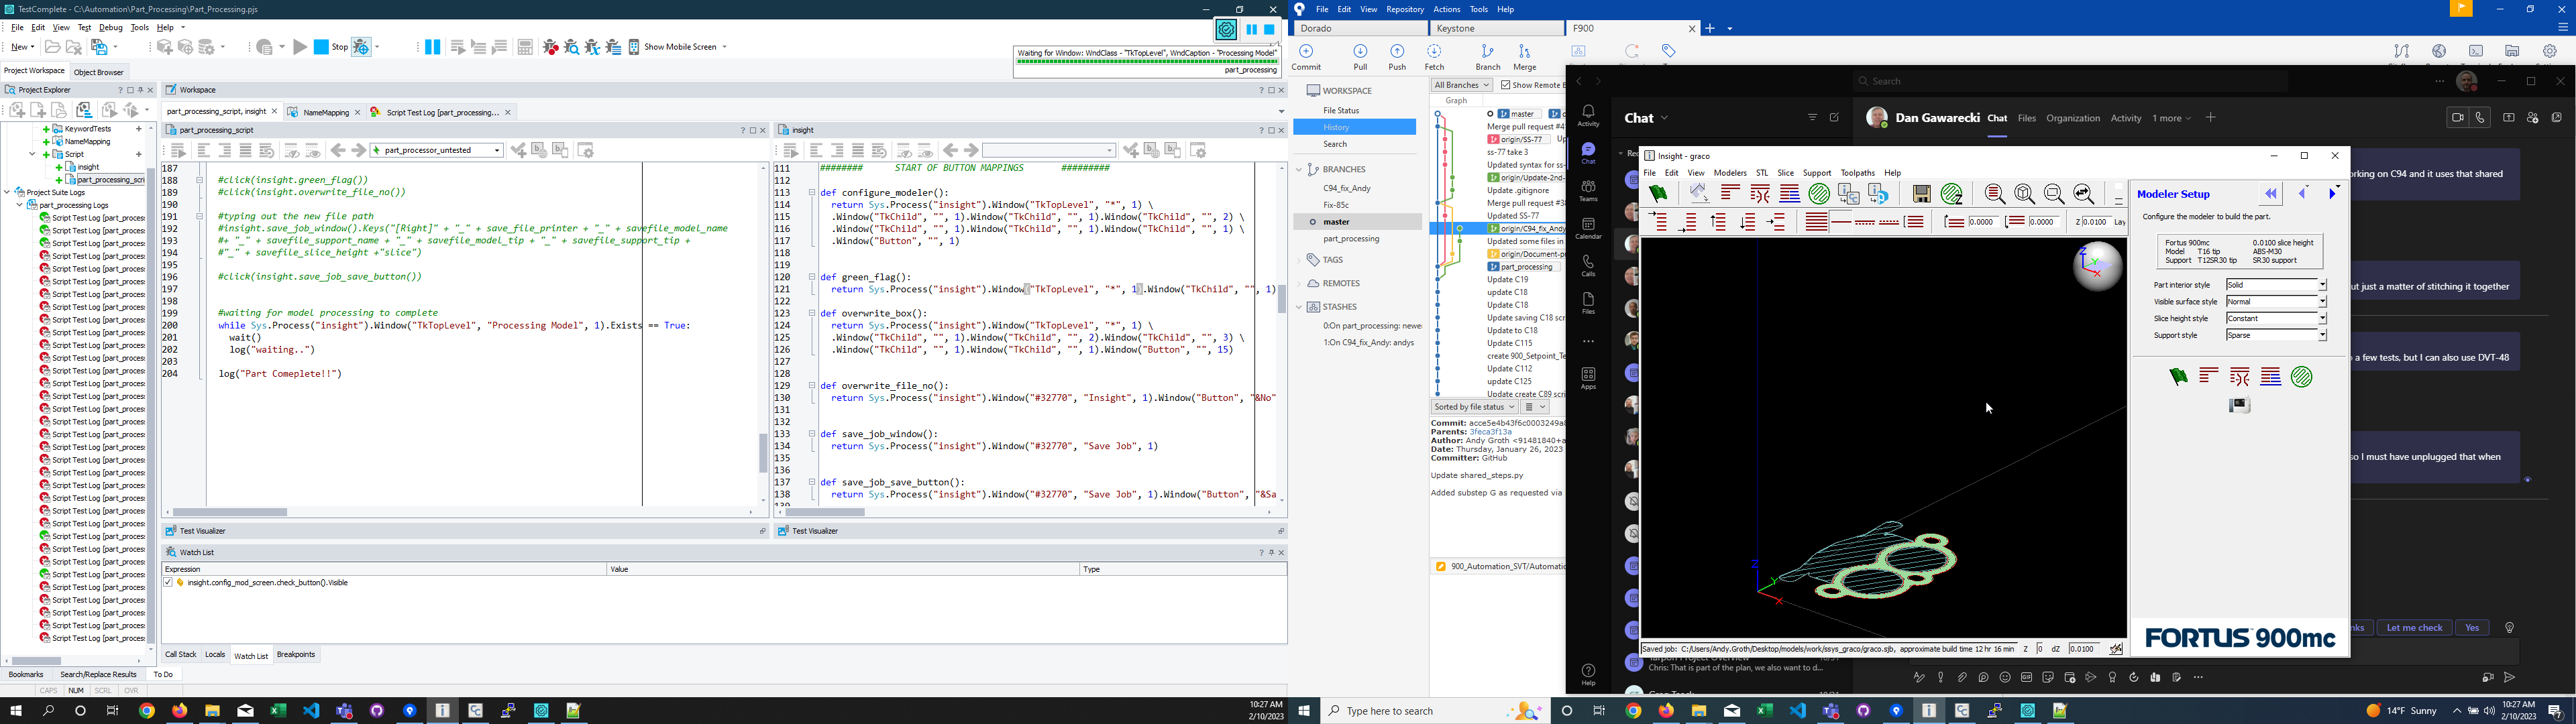 TestComplete - C:\Automation\Part_Processing\Part_Processing.pjs
File Edit View Test Debug Tools Help
New
Stop
Show Mobile Screen
Waiting for Window: WndClass - "TkTopLevel", WndCaption - "Processing Model"
part_processing
Project Workspace
Object Browser
Project Explorer
KeywordTests
NameMapping
Script
insight
part_processing_scri
Project Suite Logs
part_processing Logs
Script Test Log [part_proces:
Workspace
part_processing_script, insight
NameMapping
Script Test Log [part_processing...
part_processing_script
part_processor_untested
187
188 #click(insight.green_flag())
189 #click(insight.overwrite_file_no())
190
191 #typing out the new file path
192 #insight.save_job_window().Keys("[Right]" + "_" + save_file_printer + "_" + savefile_model_name
193 #+ "_" + savefile_support_name + "_" + savefile_model_tip + "_" + savefile_support_tip +
194 #"_" + savefile_slice_height +"slice")
195
196 #click(insight.save_job_save_button())
197
198
199 #waiting for model processing to complete
200 while Sys.Process("insight").Window("TkTopLevel", "Processing Model", 1).Exists == True:
201 wait()
202 log("waiting..")
203
204 log("Part Comeplete!!")
insight
111 ######## START OF BUTTON MAPPINGS #########
112
113 def configure_modeler():
114 return Sys.Process("insight").Window("TkTopLevel", "*", 1) \
115 .Window("TkChild", "", 1).Window("TkChild", "", 1).Window("TkChild", "", 2) \
116 .Window("TkChild", "", 1).Window("TkChild", "", 1).Window("TkChild", "", 1) \
117 .Window("Button", "", 1)
118
119
120 def green_flag():
121 return Sys.Process("insight").Window("TkTopLevel", "*", 1).Window("TkChild", "", 1)
122
123 def overwrite_box():
124 return Sys.Process("insight").Window("TkTopLevel", "*", 1) \
125 .Window("TkChild", "", 1).Window("TkChild", "", 2).Window("TkChild", "", 3) \
126 .Window("TkChild", "", 1).Window("TkChild", "", 1).Window("Button", "", 15)
127
128
129 def overwrite_file_no():
130 return Sys.Process("insight").Window("#32770", "Insight", 1).Window("Button", "&No"
131
132
133 def save_job_window():
134 return Sys.Process("insight").Window("#32770", "Save Job", 1)
135
136
137 def save_job_save_button():
138 return Sys.Process("insight").Window("#32770", "Save Job", 1).Window("Button", "&Sa
Test Visualizer
Test Visualizer
Watch List
Expression Value Type
insight.config_mod_screen.check_button().Visible
Call Stack Locals Watch List Breakpoints
Bookmarks Search/Replace Results To Do
CAPS NUM SCRL OVR
10:27 AM
2/10/2023
File Edit View Repository Actions Tools Help
Dorado
Keystone
F900
Commit Pull Push Fetch Branch Merge
WORKSPACE
File Status
History
Search
BRANCHES
C94_fix_Andy
Fix-85c
master
part_processing
TAGS
REMOTES
STASHES
0:On part_processing: newe
1:On C94_fix_Andy: andys
All Branches
Show Remote B
Graph
master
Merge pull request #4
origin/SS-77
ss-77 take 3
Updated syntax for ss-
origin/Update-2nd-
Update .gitignore
Merge pull request #3
Updated SS-77
origin/C94_fix_Andy
Updated some files in
origin/Document-p
part_processing
Update C19
update C18
Update C18
Update saving C18 scr
Update to C18
Update C115
create 900_Setpoint_Te
Update C112
update C125
Update create C89 scri
Sorted by file status
Commit: acce5e4b43f6c0003249a
Parents: 3feca3f13a
Author: Andy Groth <91481840+a
Date: Thursday, January 26, 2023
Committer: GitHub
Update shared_steps.py
Added substep G as requested via
900_Automation_SVT/Automatio
Search
Activity
Chat
Teams
Calendar
Calls
Files
Apps
Help
Chat
Dan Gawarecki Chat Files Organization Activity 1 more
orking on C94 and it uses that shared
ut just a matter of stitching it together
a few tests, but I can also use DVT-48
so I must have unplugged that when
Let me check
Yes
Chris: That is part of the plan, we also want to d...
Insight - graco
File Edit View Modelers STL Slice Support Toolpaths Help
0.0000 0.0000 Z 0.0100 Lay
Modeler Setup
Configure the modeler to build the part.
Fortus 900mc 0.0100 slice height
Model T16 tip ABS-M30
Support T12SR30 tip SR30 support
Part interior style Solid
Visible surface style Normal
Slice height style Constant
Support style Sparse
Z
Y
X
FORTUS 900mc
Saved job: C:/Users/Andy.Groth/Desktop/models/work/ssys_graco/graco.sjb, approximate build time 12 hr 16 min Z 0 dZ 0.0100
Type here to search
14°F Sunny
10:27 AM
2/10/2023